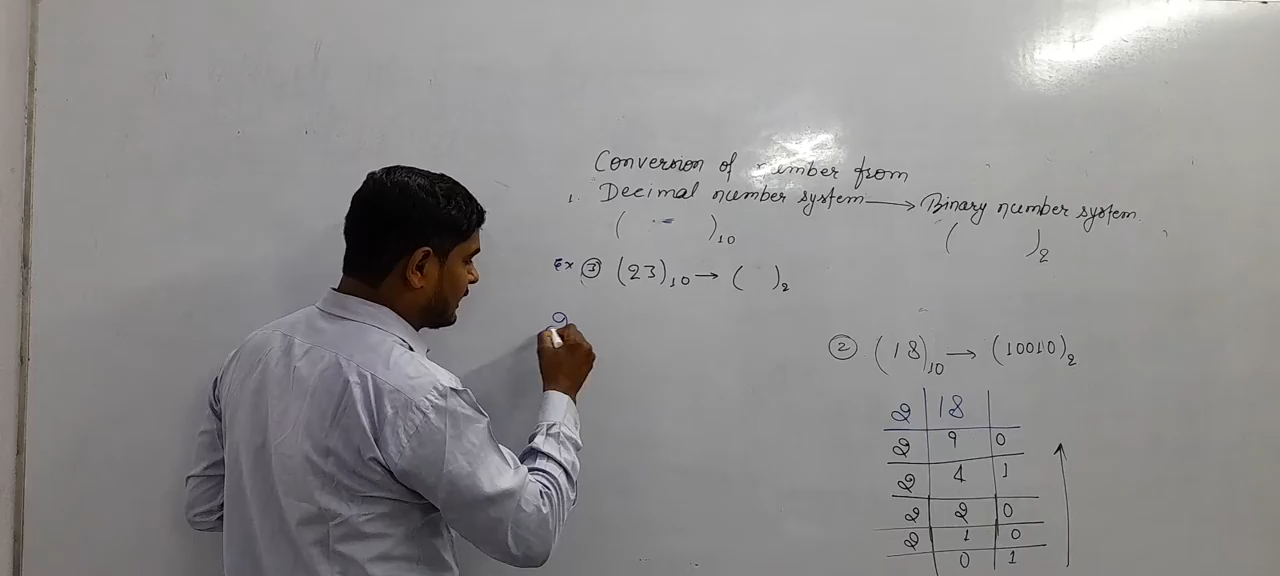 Conversion of number from
1. Decimal number system → Binary number system
( = )10 ( )2
Ex ① (23)10 → ( )2
2
② (18)10 → (10010)2
2 | 18 |
2 | 9 | 0
2 | 4 | 1
2 | 2 | 0
2 | 1 | 0
0 | 1